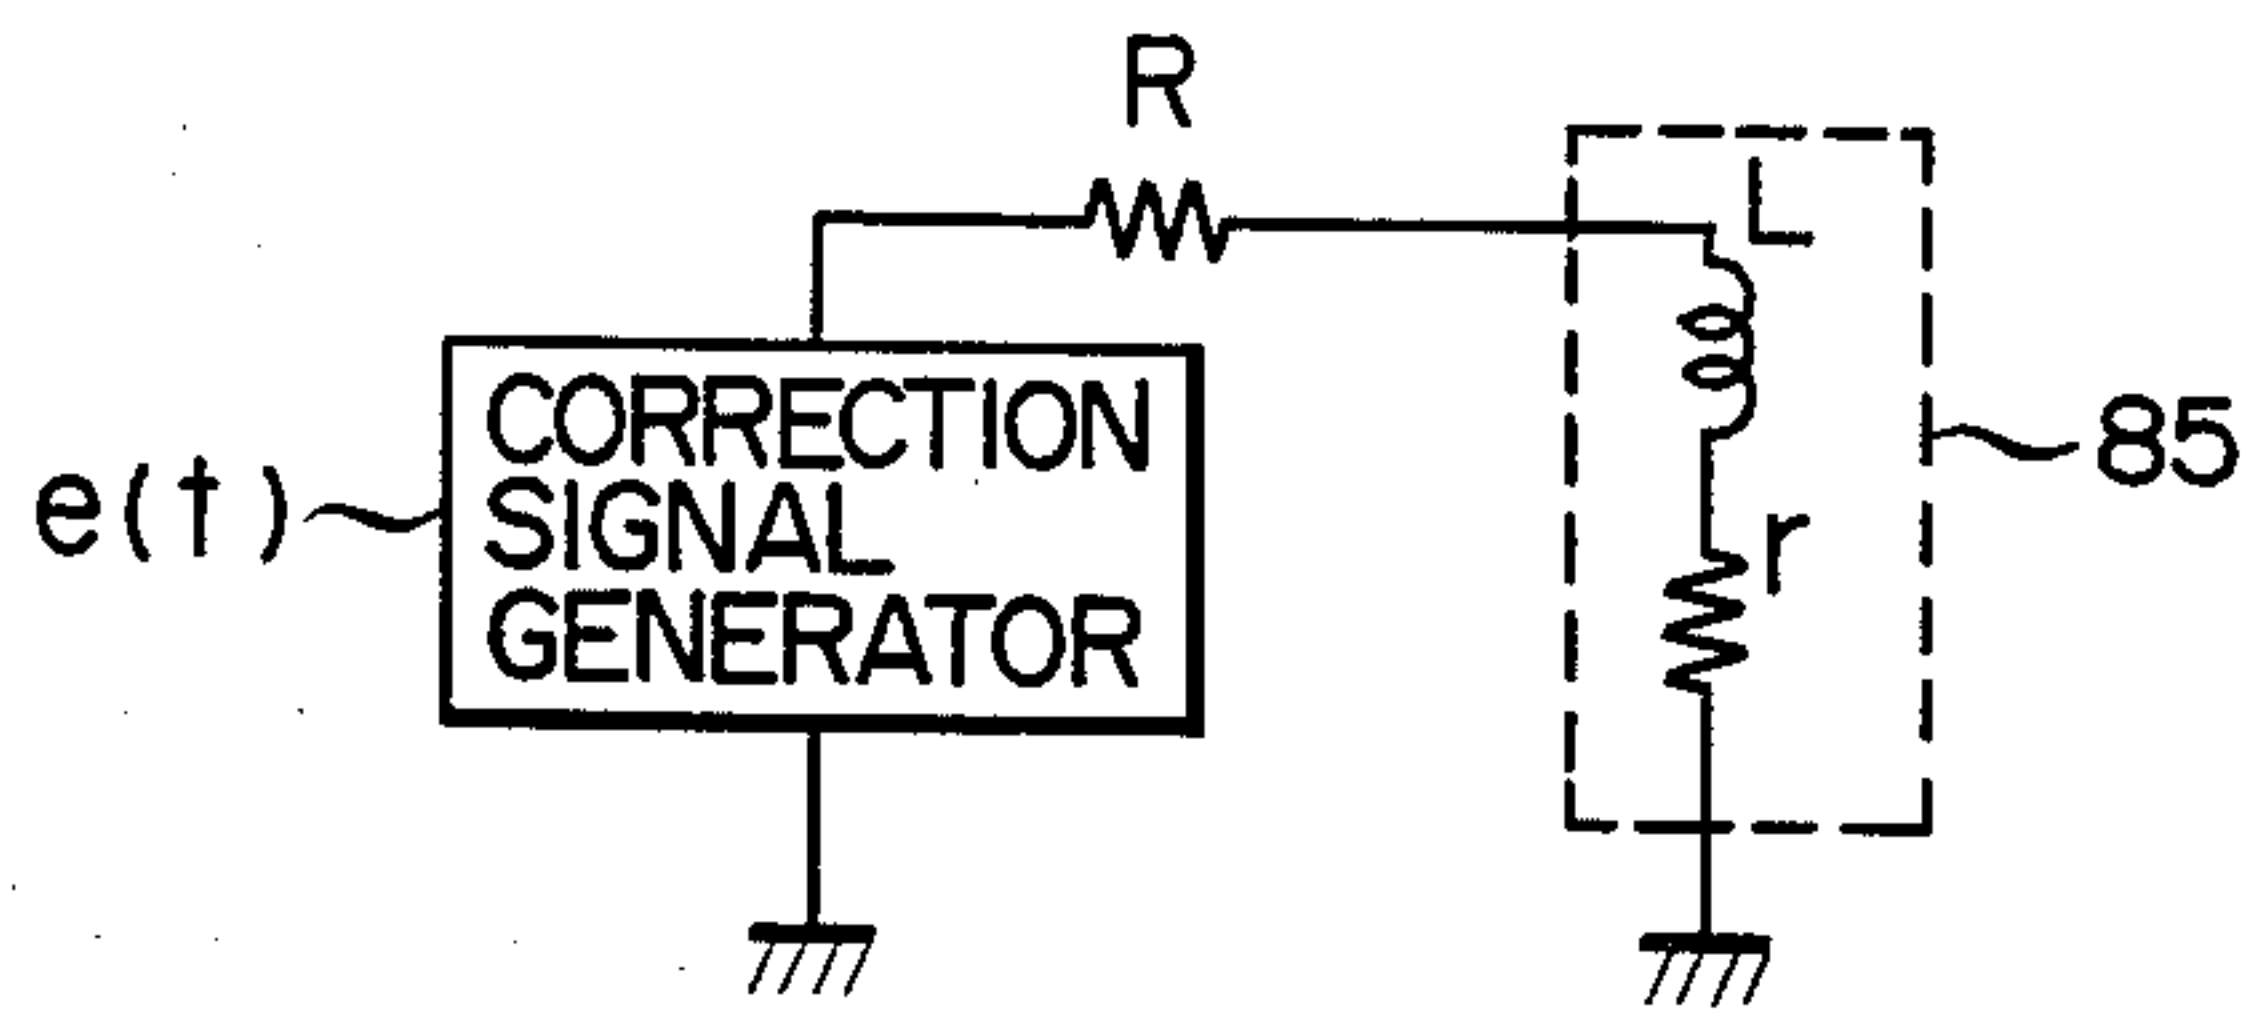 R
L
CORRECTION
SIGNAL
GENERATOR
e(t)
85
r